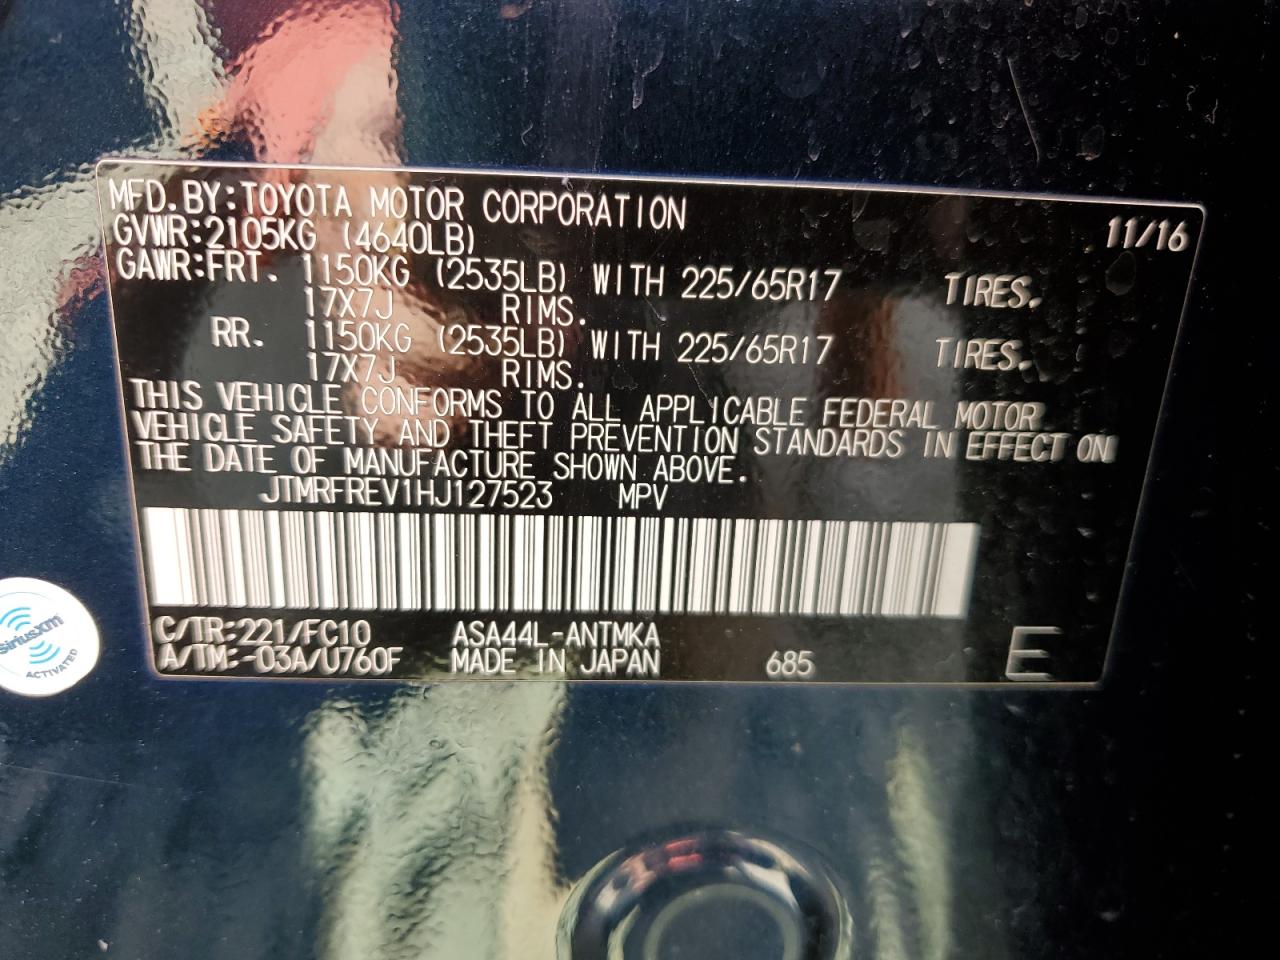 MFD.BY:TOYOTA MOTOR CORPORATION 11/16
GVWR:2105KG (4640LB)
GAWR:FRT. 1150KG (2535LB) WITH 225/65R17 TIRES.
17X7J RIMS.
RR. 1150KG (2535LB) WITH 225/65R17 TIRES.
17X7J RIMS.
THIS VEHICLE CONFORMS TO ALL APPLICABLE FEDERAL MOTOR
VEHICLE SAFETY AND THEFT PREVENTION STANDARDS IN EFFECT ON
THE DATE OF MANUFACTURE SHOWN ABOVE.
JTMRFREV1HJ127523 MPV
C/TR:221/FC10 ASA44L-ANTMKA
A/TM:-03A/U760F MADE IN JAPAN 685 E
SiriusXM
ACTIVATED